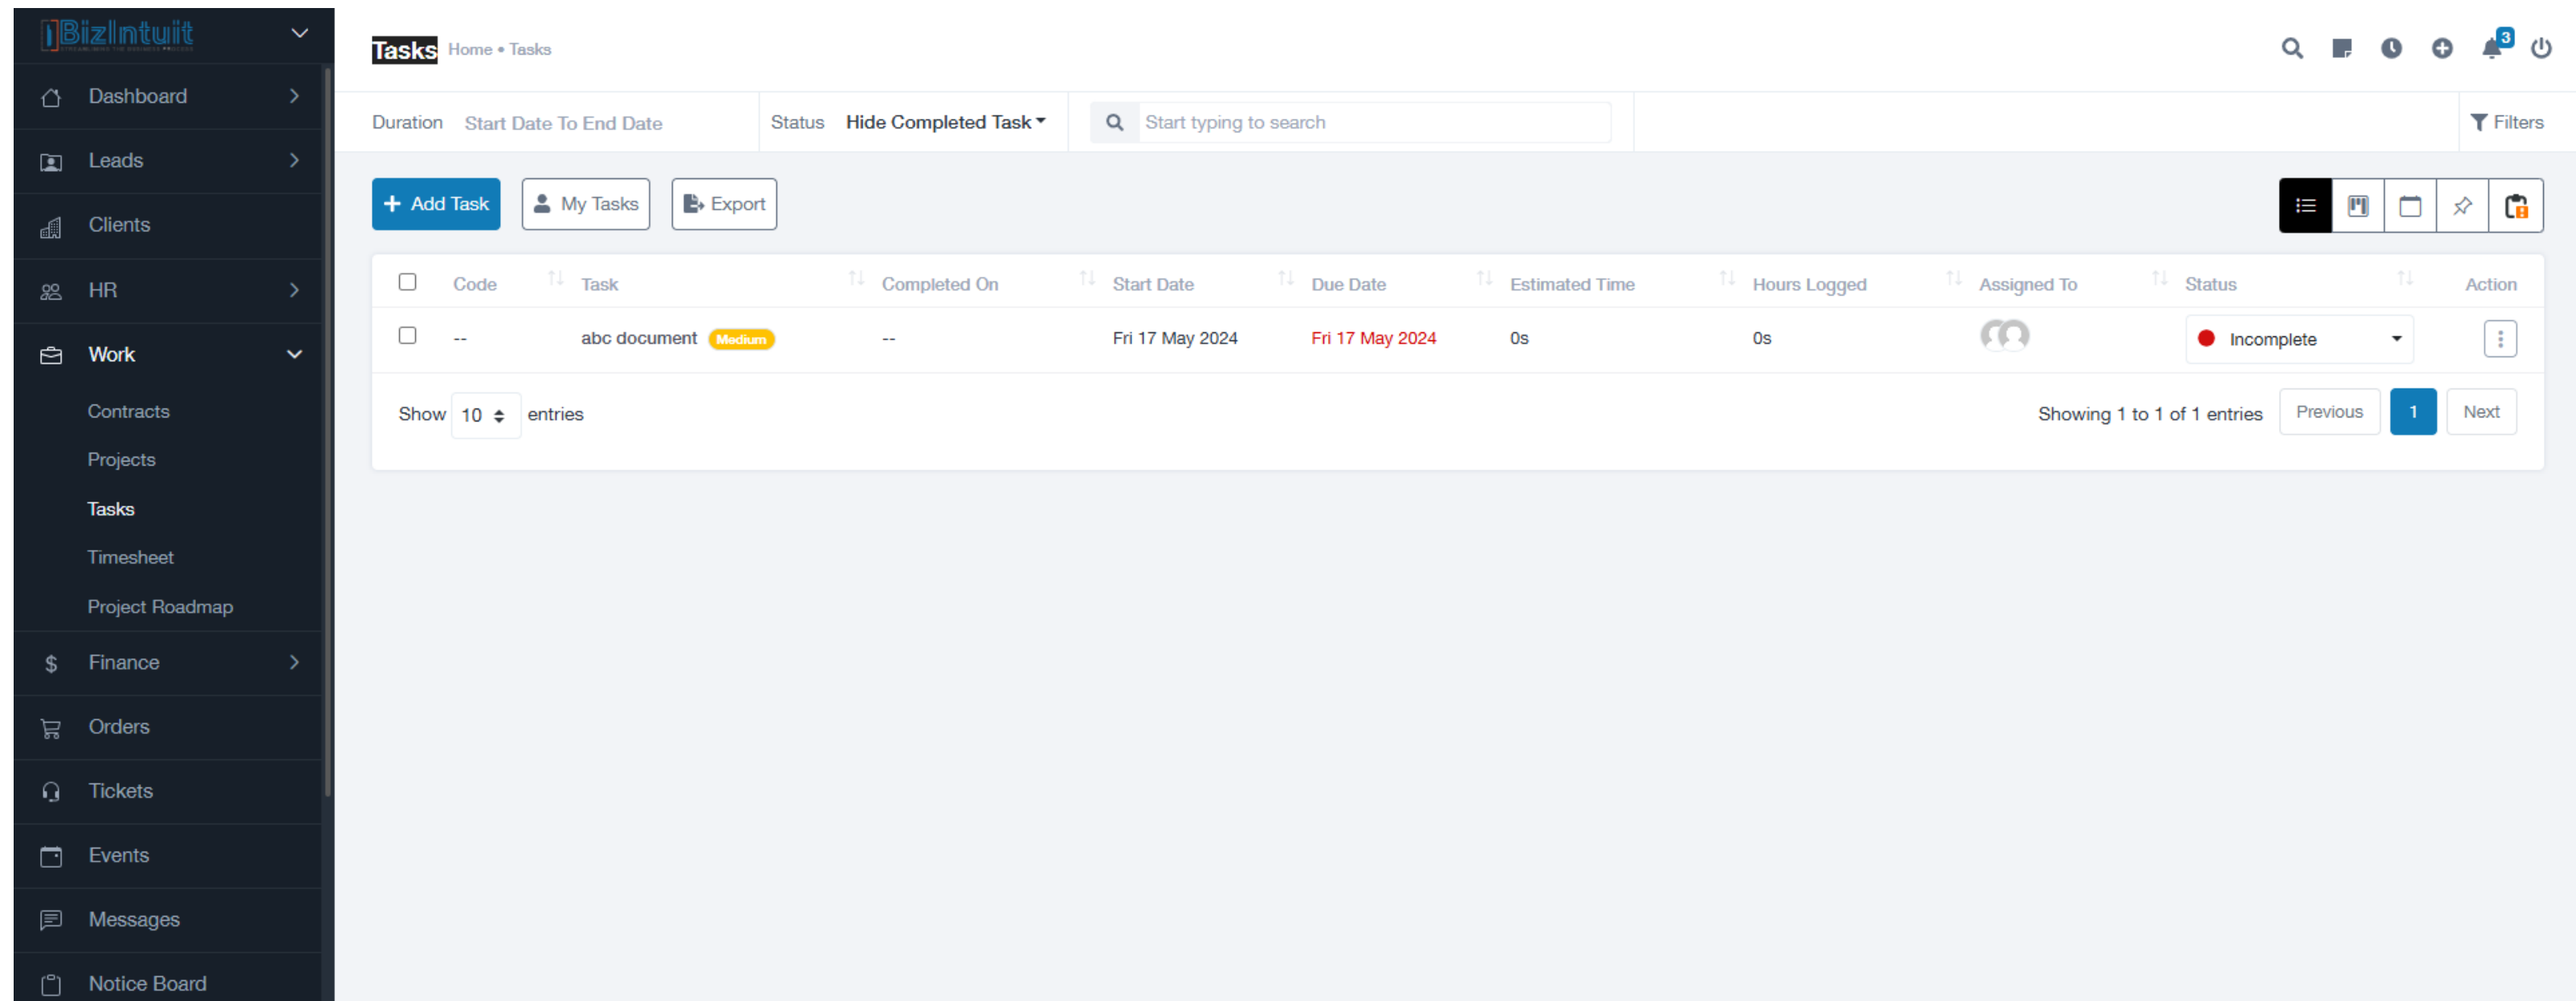 BizIntuit
STREAMLINING THE BUSINESS PROCESS
Dashboard
Leads
Clients
HR
Work
Contracts
Projects
Tasks
Timesheet
Project Roadmap
Finance
Orders
Tickets
Events
Messages
Notice Board
Tasks Home • Tasks
3
Duration Start Date To End Date Status Hide Completed Task Start typing to search Filters
+ Add Task My Tasks Export
Code Task Completed On Start Date Due Date Estimated Time Hours Logged Assigned To Status Action
-- abc document Medium -- Fri 17 May 2024 Fri 17 May 2024 0s 0s Incomplete
Show 10 entries Showing 1 to 1 of 1 entries Previous 1 Next